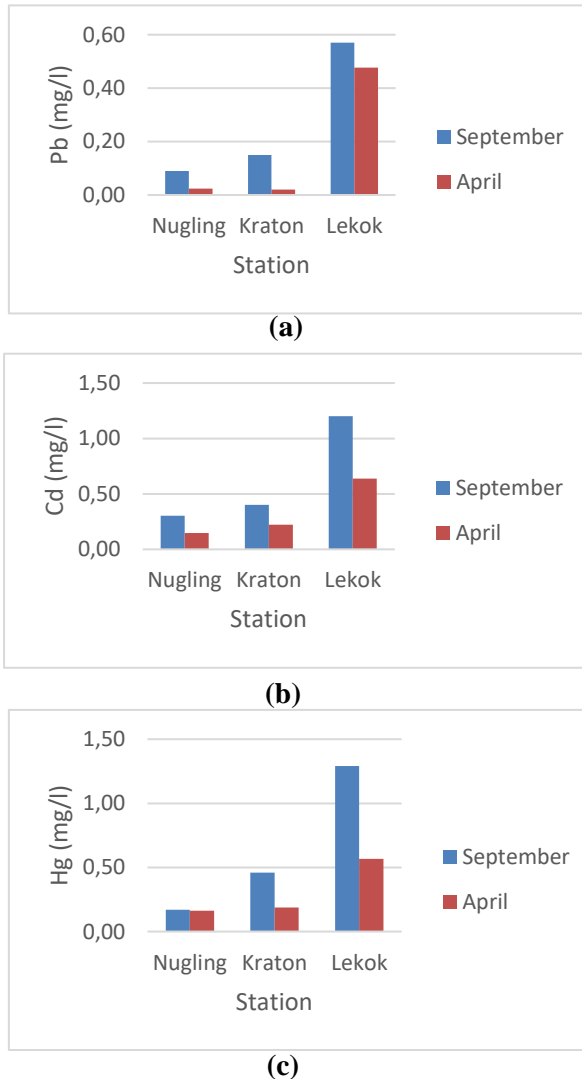 0,60
0,40
0,20
0,00
Pb (mg/l)
Nugling Kraton Lekok
Station
September
April
(a)
1,50
1,00
0,50
0,00
Cd (mg/l)
Nugling Kraton Lekok
Station
September
April
(b)
1,50
1,00
0,50
0,00
Hg (mg/l)
Nugling Kraton Lekok
Station
September
April
(c)